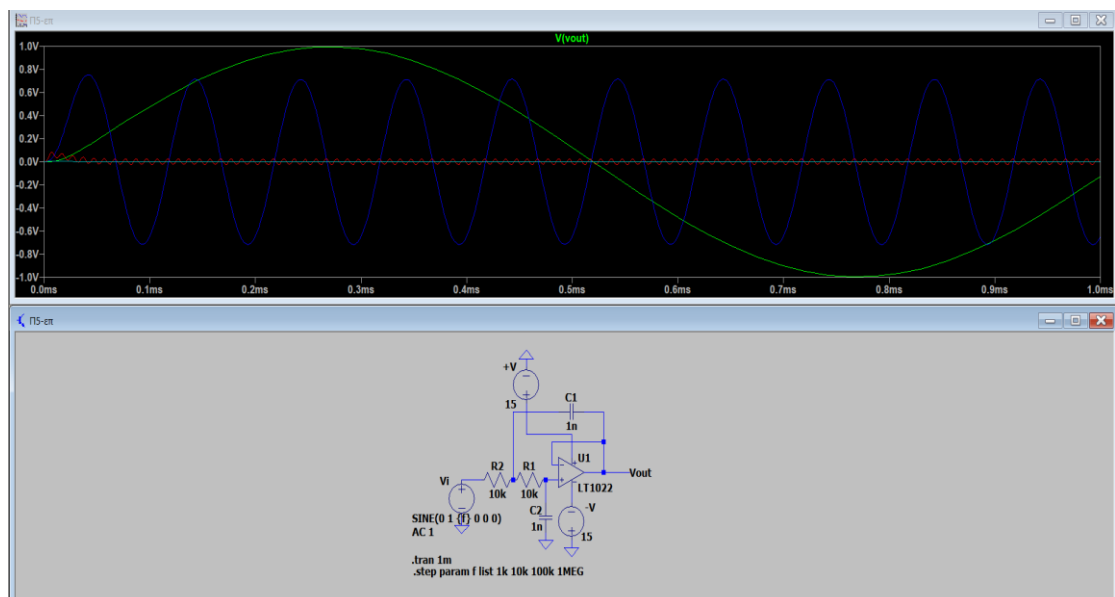 Π5-επ
V(vout)
1.0V
0.8V
0.6V
0.4V
0.2V
0.0V
-0.2V
-0.4V
-0.6V
-0.8V
-1.0V
0.0ms 0.1ms 0.2ms 0.3ms 0.4ms 0.5ms 0.6ms 0.7ms 0.8ms 0.9ms 1.0ms
Π5-επ
+V
15
C1
1n
U1
R2 R1
Vi
10k 10k
Vout
LT1022
C2
1n
-V
15
SINE(0 1 {f} 0 0 0)
AC 1
.tran 1m
.step param f list 1k 10k 100k 1MEG